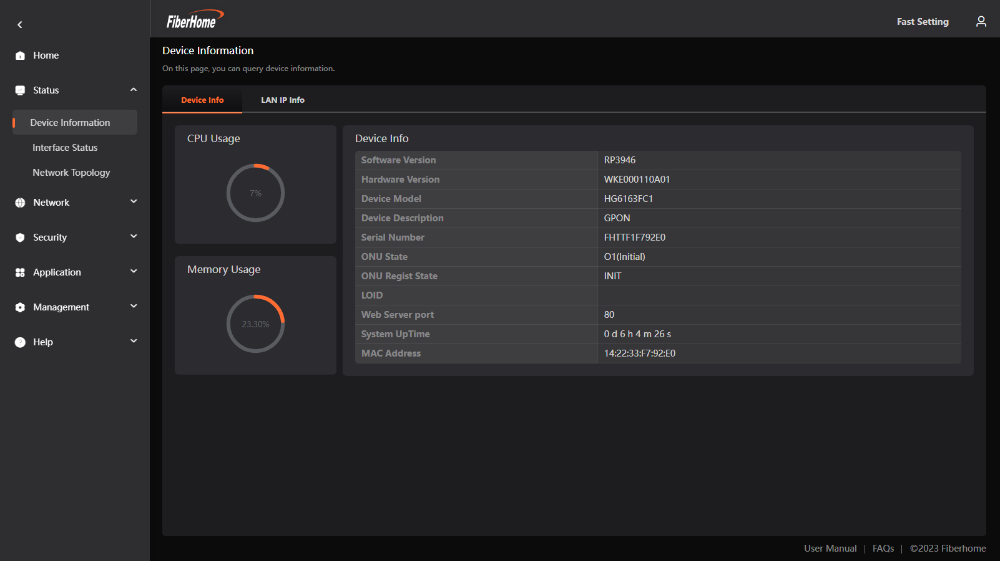 FiberHome
Fast Setting
Home
Status
Device Information
Interface Status
Network Topology
Network
Security
Application
Management
Help
Device Information
On this page, you can query device information.
Device Info
LAN IP Info
CPU Usage
7%
Memory Usage
23.30%
Device Info
Software Version RP3946
Hardware Version WKE000110A01
Device Model HG6163FC1
Device Description GPON
Serial Number FHTTF1F792E0
ONU State O1(Initial)
ONU Regist State INIT
LOID
Web Server port 80
System UpTime 0 d 6 h 4 m 26 s
MAC Address 14:22:33:F7:92:E0
User Manual | FAQs | ©2023 Fiberhome